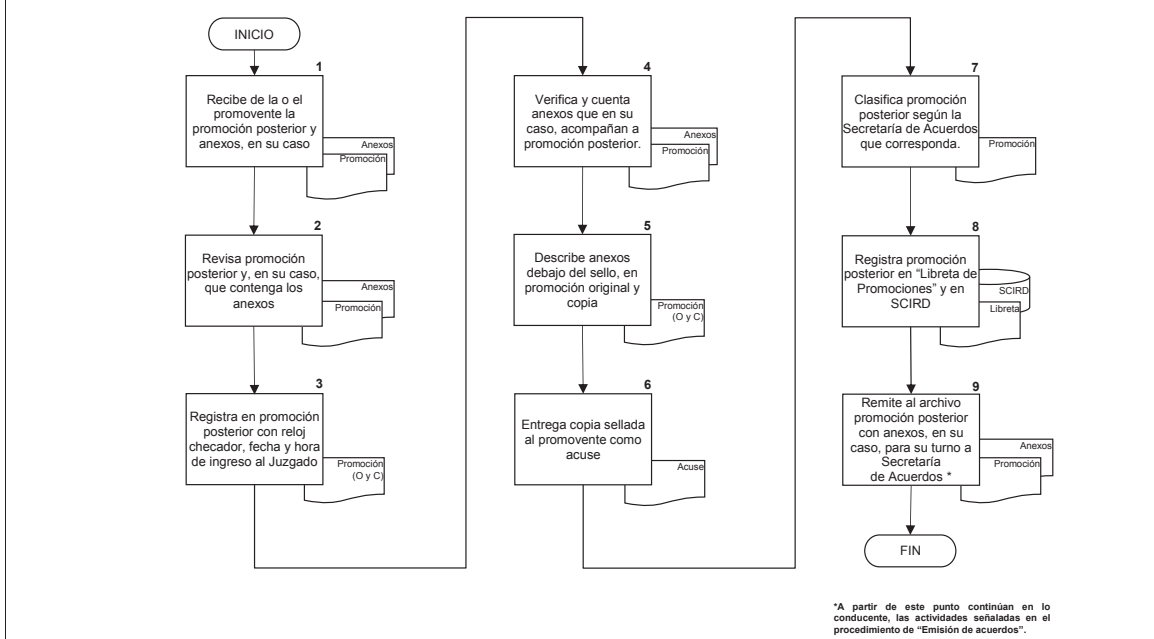 INICIO
1
Recibe de la o el
promovente la
promoción posterior y
anexos, en su caso
Anexos
Promoción
2
Revisa promoción
posterior y, en su caso,
que contenga los
anexos
Anexos
Promoción
3
Registra en promoción
posterior con reloj
checador, fecha y hora
de ingreso al Juzgado
Promoción
(O y C)
4
Verifica y cuenta
anexos que en su
caso, acompañan a
promoción posterior.
Anexos
Promoción
5
Describe anexos
debajo del sello, en
promoción original y
copia
Promoción
(O y C)
6
Entrega copia sellada
al promovente como
acuse
Acuse
7
Clasifica promoción
posterior según la
Secretaría de Acuerdos
que corresponda.
Promoción
8
Registra promoción
posterior en “Libreta de
Promociones” y en
SCIRD
SCIRD
Libreta
9
Remite al archivo
promoción posterior
con anexos, en su
caso, para su turno a
Secretaría
de Acuerdos *
Anexos
Promoción
FIN
*A partir de este punto continúan en lo
conducente, las actividades señaladas en el
procedimiento de “Emisión de acuerdos”.